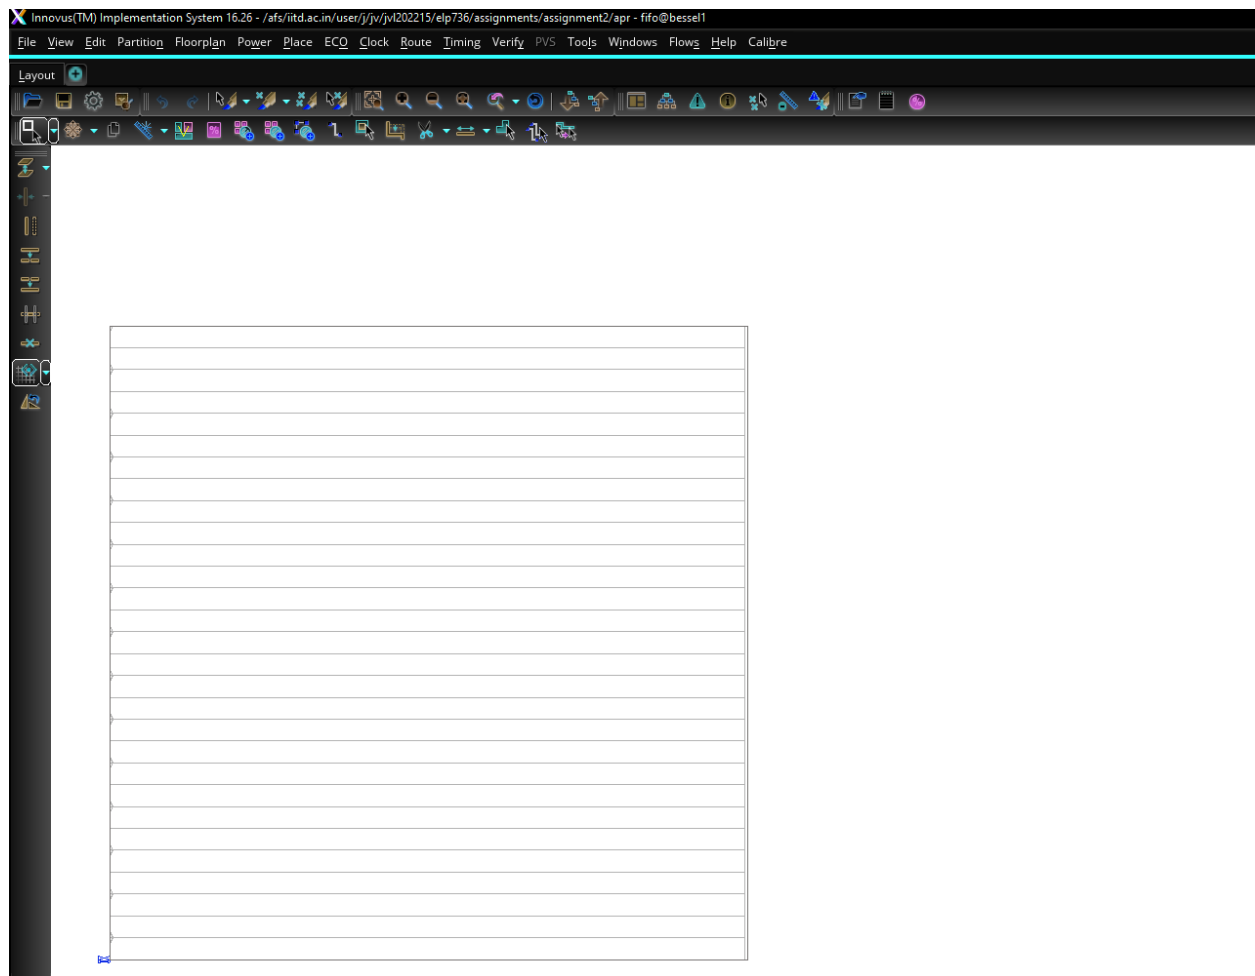 Innovus(TM) Implementation System 16.26 - /afs/iitd.ac.in/user/j/jv/jvl202215/elp736/assignments/assignment2/apr - fifo@bessel1
File View Edit Partition Floorplan Power Place ECO Clock Route Timing Verify PVS Tools Windows Flows Help Calibre
Layout